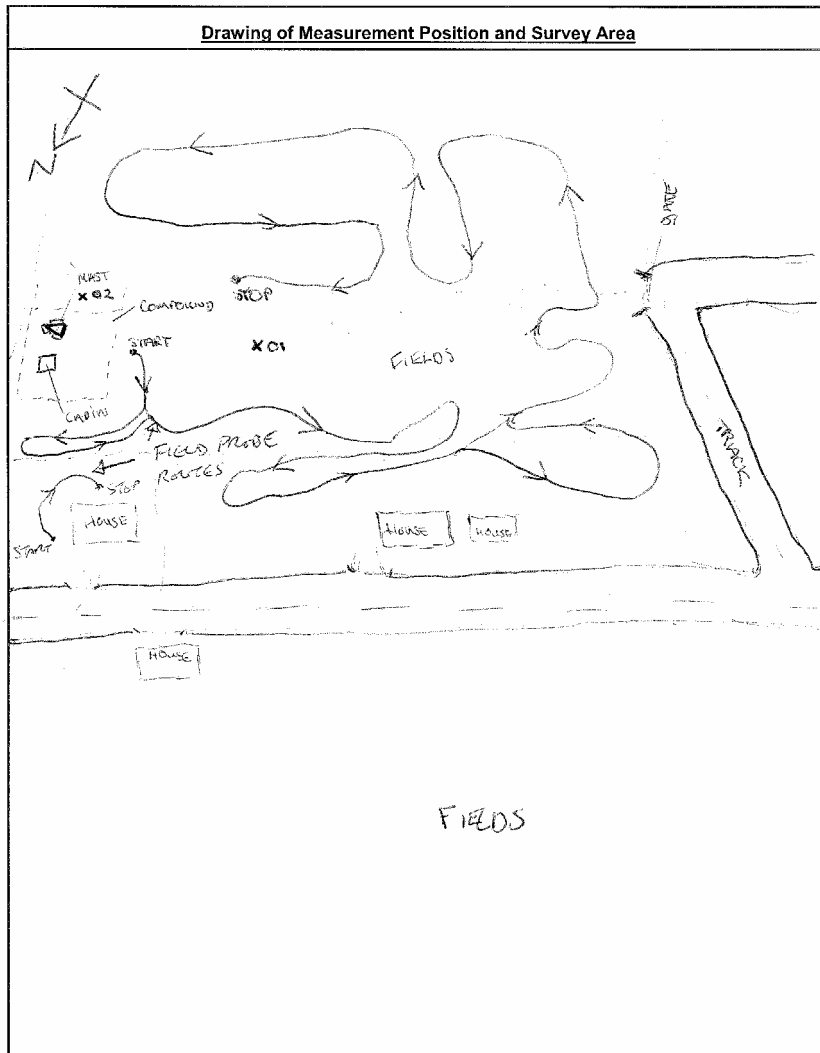 Drawing of Measurement Position and Survey Area
N
GATE
MAST
X 02
COMPOUND
STOP
START
X 01
FIELDS
CABIN
FIELD PROBE
ROUTES
TRACK
STOP
HOUSE
START
HOUSE
HOUSE
HOUSE
FIELDS